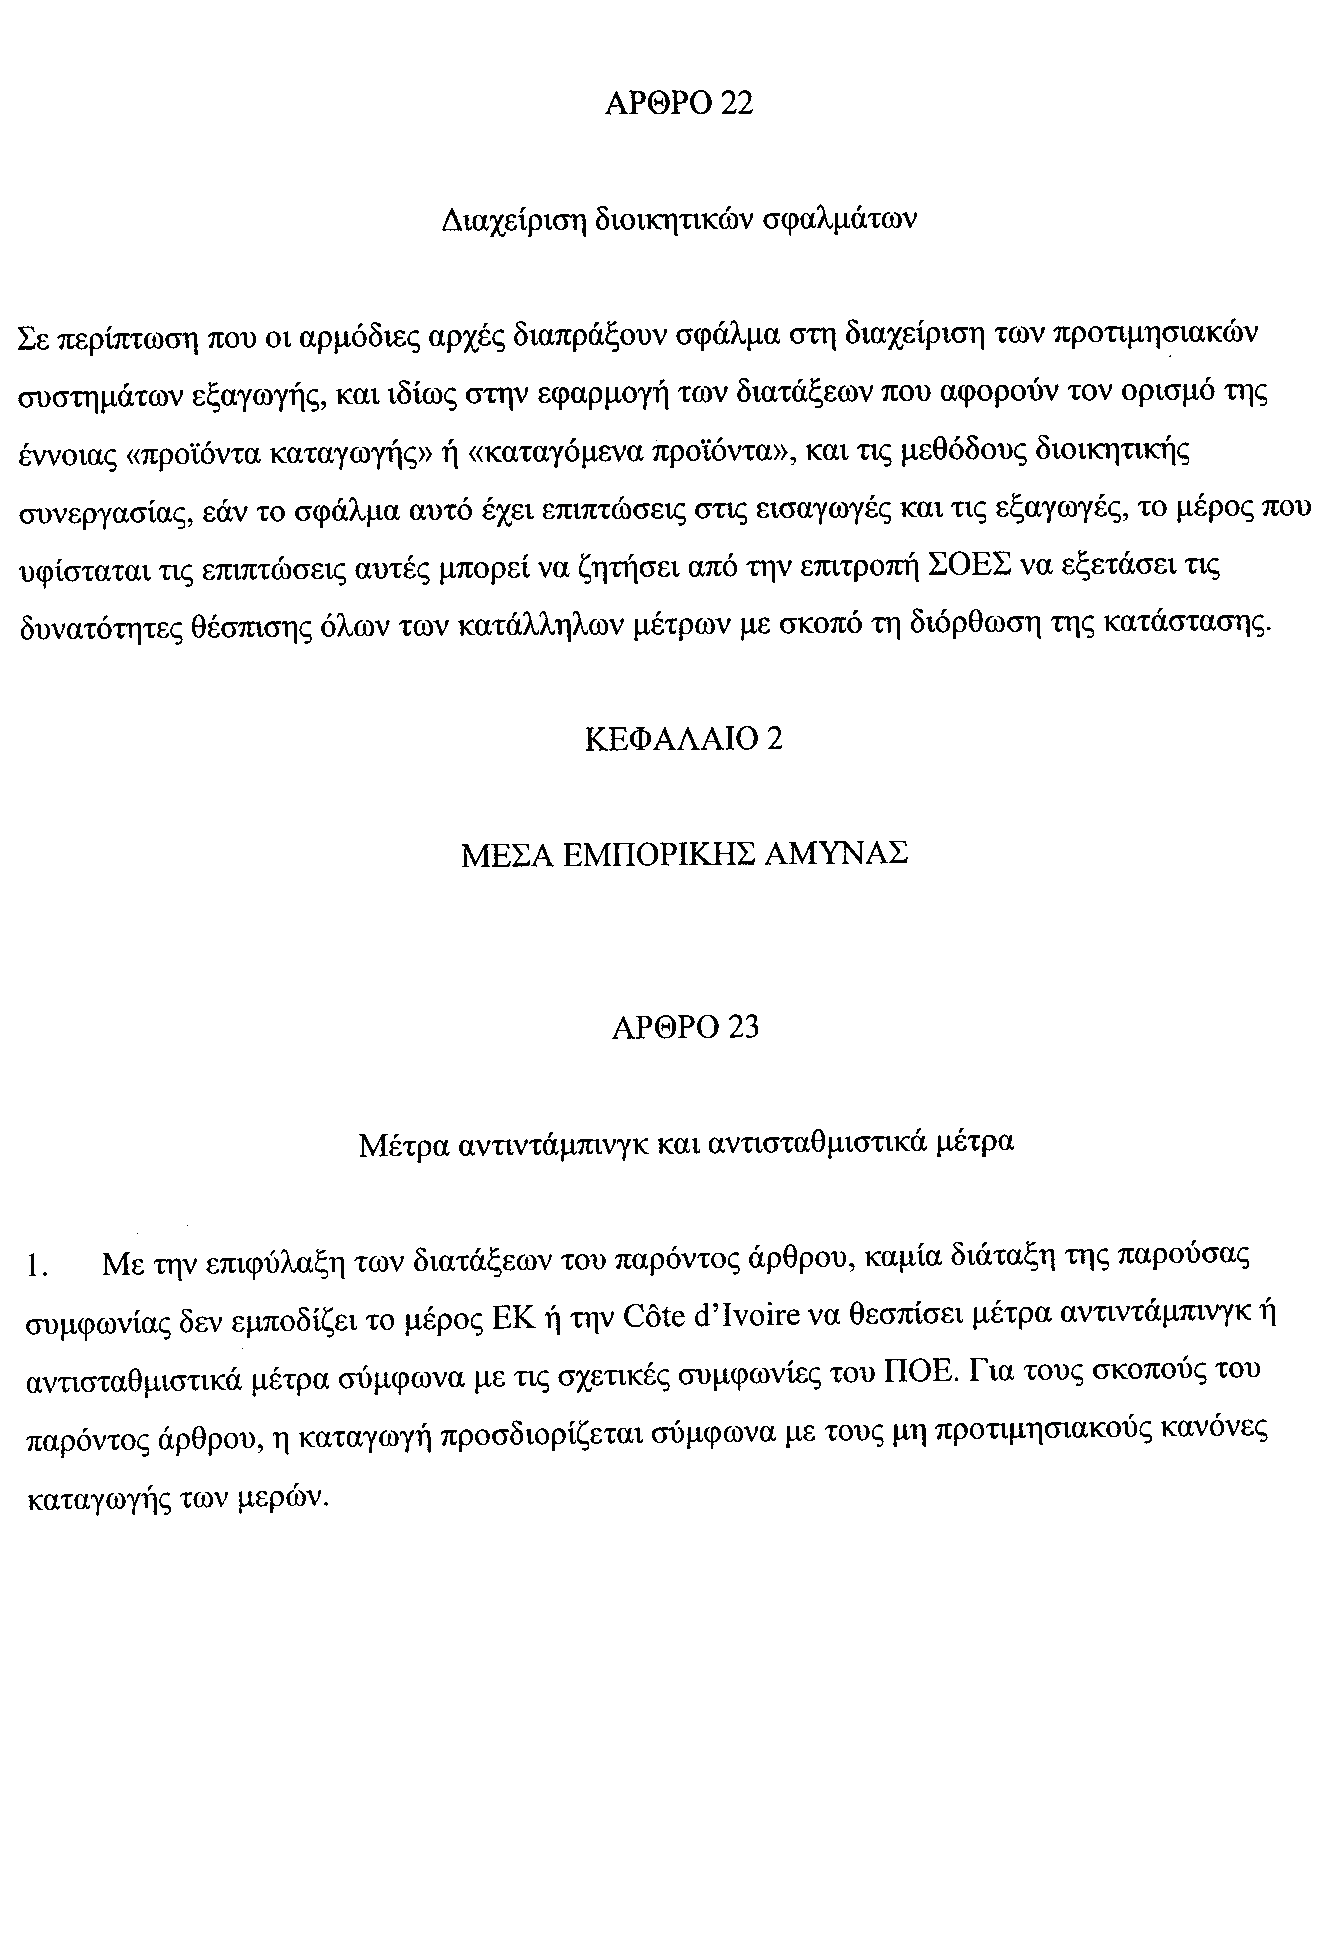 ΑΡΘΡΟ 22
Διαχείριση διοικητικών σφαλμάτων
Σε περίπτωση που οι αρμόδιες αρχές διαπράξουν σφάλμα στη διαχείριση των προτιμησιακών
συστημάτων εξαγωγής, και ιδίως στην εφαρμογή των διατάξεων που αφορούν τον ορισμό της
έννοιας «προϊόντα καταγωγής» ή «καταγόμενα προϊόντα», και τις μεθόδους διοικητικής
συνεργασίας, εάν το σφάλμα αυτό έχει επιπτώσεις στις εισαγωγές και τις εξαγωγές, το μέρος που
υφίσταται τις επιπτώσεις αυτές μπορεί να ζητήσει από την επιτροπή ΣΟΕΣ να εξετάσει τις
δυνατότητες θέσπισης όλων των κατάλληλων μέτρων με σκοπό τη διόρθωση της κατάστασης.
ΚΕΦΑΛΑΙΟ 2
ΜΕΣΑ ΕΜΠΟΡΙΚΗΣ ΑΜΥΝΑΣ
ΑΡΘΡΟ 23
Μέτρα αντιντάμπινγκ και αντισταθμιστικά μέτρα
1. Με την επιφύλαξη των διατάξεων του παρόντος άρθρου, καμία διάταξη της παρούσας
συμφωνίας δεν εμποδίζει το μέρος ΕΚ ή την Côte d’Ivoire να θεσπίσει μέτρα αντιντάμπινγκ ή
αντισταθμιστικά μέτρα σύμφωνα με τις σχετικές συμφωνίες του ΠΟΕ. Για τους σκοπούς του
παρόντος άρθρου, η καταγωγή προσδιορίζεται σύμφωνα με τους μη προτιμησιακούς κανόνες
καταγωγής των μερών.